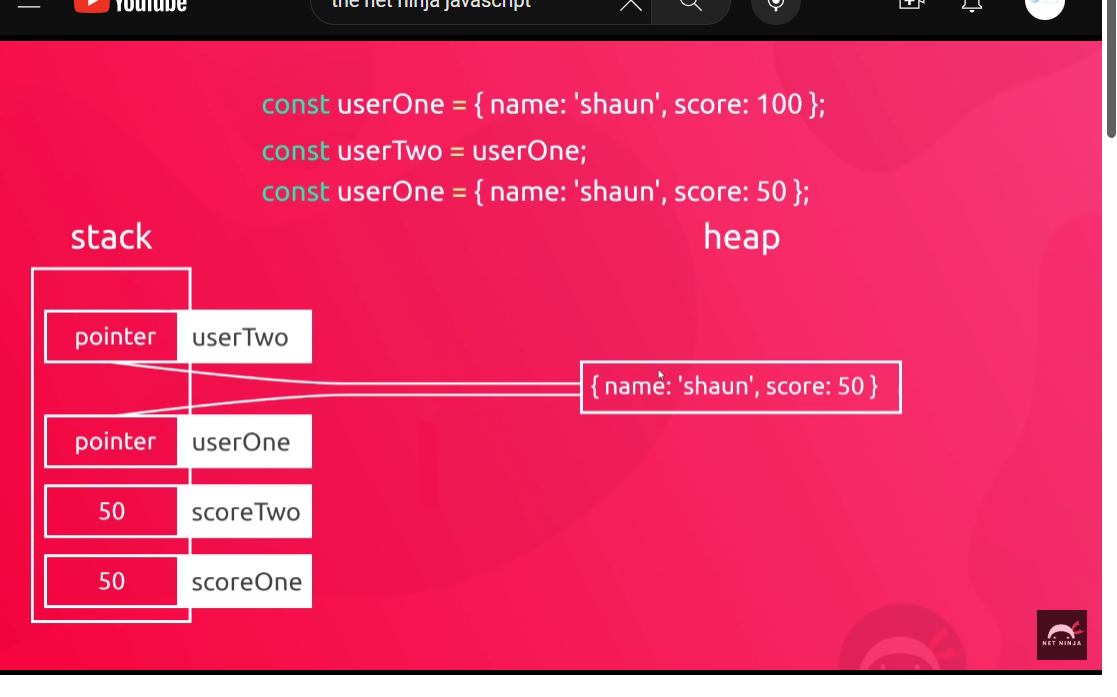 YouTube
the net ninja javascript
const userOne = { name: 'shaun', score: 100 };
const userTwo = userOne;
const userOne = { name: 'shaun', score: 50 };
stack
heap
pointer userTwo
{ name: 'shaun', score: 50 }
pointer userOne
50 scoreTwo
50 scoreOne
NET NINJA